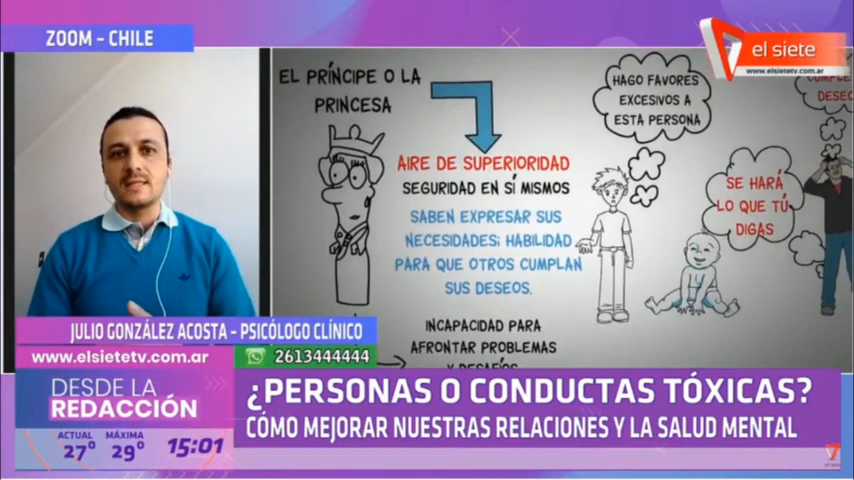 ZOOM - CHILE
el siete
www.elsietetv.com.ar
EL PRÍNCIPE O LA
PRINCESA
AIRE DE SUPERIORIDAD
SEGURIDAD EN SÍ MISMOS
SABEN EXPRESAR SUS
NECESIDADES; HABILIDAD
PARA QUE OTROS CUMPLAN
SUS DESEOS.
INCAPACIDAD PARA
AFRONTAR PROBLEMAS
Y DESAFÍOS
HAGO FAVORES
EXCESIVOS A
ESTA PERSONA
SE HARÁ
LO QUE TÚ
DIGAS
JULIO GONZÁLEZ ACOSTA - PSICÓLOGO CLÍNICO
www.elsietetv.com.ar
2613444444
DESDE LA
REDACCIÓN
¿PERSONAS O CONDUCTAS TÓXICAS?
CÓMO MEJORAR NUESTRAS RELACIONES Y LA SALUD MENTAL
ACTUAL MÁXIMA
27º 29º 15:01